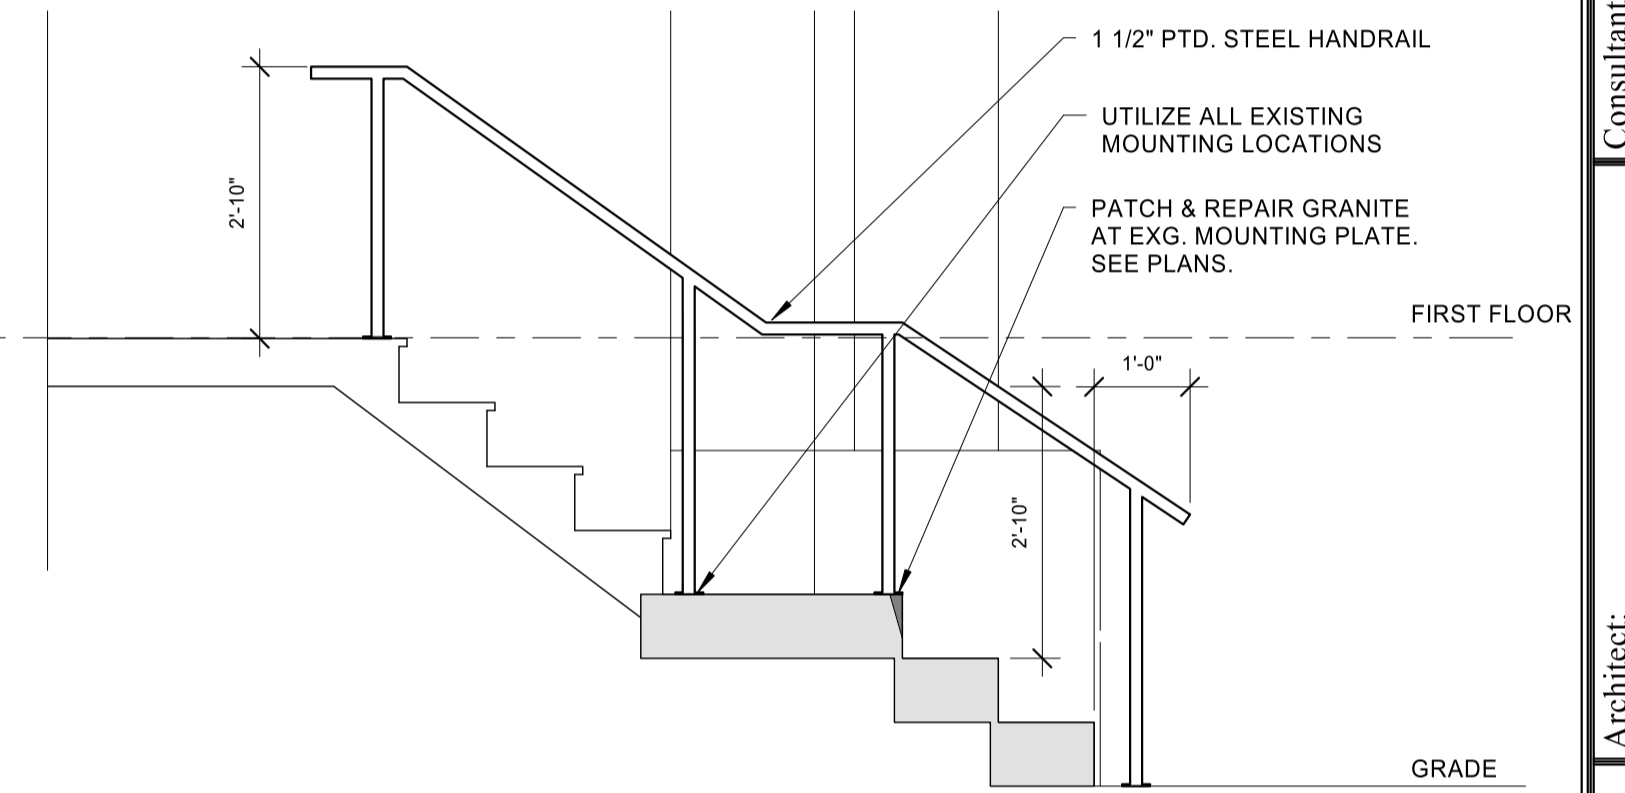 1 1/2" PTD. STEEL HANDRAIL
UTILIZE ALL EXISTING
MOUNTING LOCATIONS
PATCH & REPAIR GRANITE
AT EXG. MOUNTING PLATE.
SEE PLANS.
2'-10"
FIRST FLOOR
1'-0"
2'-10"
GRADE
Consultant
Architect: